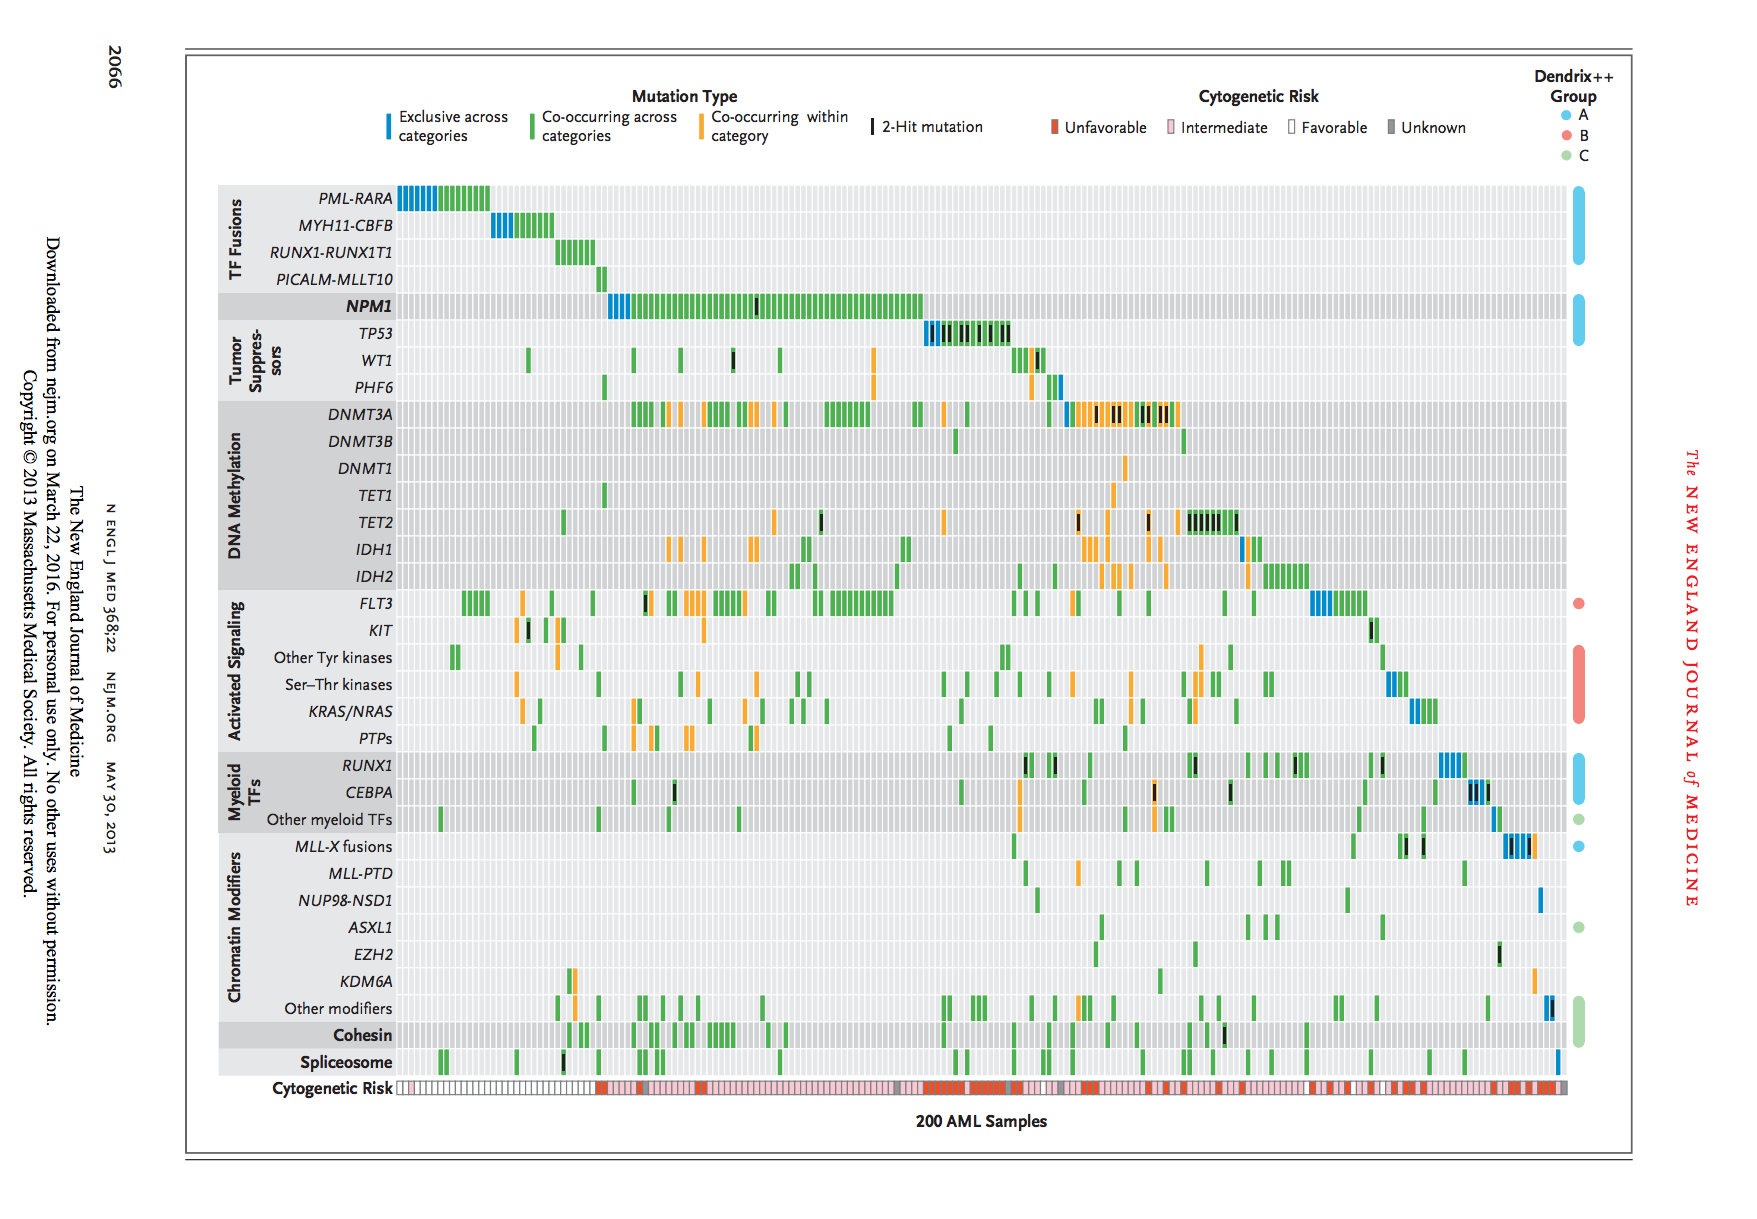 2066
Mutation Type
Exclusive across
categories
Co-occurring across
categories
Co-occurring within
category
2-Hit mutation
Cytogenetic Risk
Unfavorable
Intermediate
Favorable
Unknown
Dendrix++
Group
A
B
C
TF Fusions
PML-RARA
MYH11-CBFB
RUNX1-RUNX1T1
PICALM-MLLT10
NPM1
Tumor
Suppres-
sors
TP53
WT1
PHF6
DNA Methylation
DNMT3A
DNMT3B
DNMT1
TET1
TET2
IDH1
IDH2
Activated Signaling
FLT3
KIT
Other Tyr kinases
Ser–Thr kinases
KRAS/NRAS
PTPs
Myeloid
TFs
RUNX1
CEBPA
Other myeloid TFs
Chromatin Modifiers
MLL-X fusions
MLL-PTD
NUP98-NSD1
ASXL1
EZH2
KDM6A
Other modifiers
Cohesin
Spliceosome
Cytogenetic Risk
200 AML Samples
The NEW ENGLAND JOURNAL of MEDICINE
N ENGL J MED 368;22 NEJM.ORG MAY 30, 2013
The New England Journal of Medicine
Downloaded from nejm.org on March 22, 2016. For personal use only. No other uses without permission.
Copyright © 2013 Massachusetts Medical Society. All rights reserved.